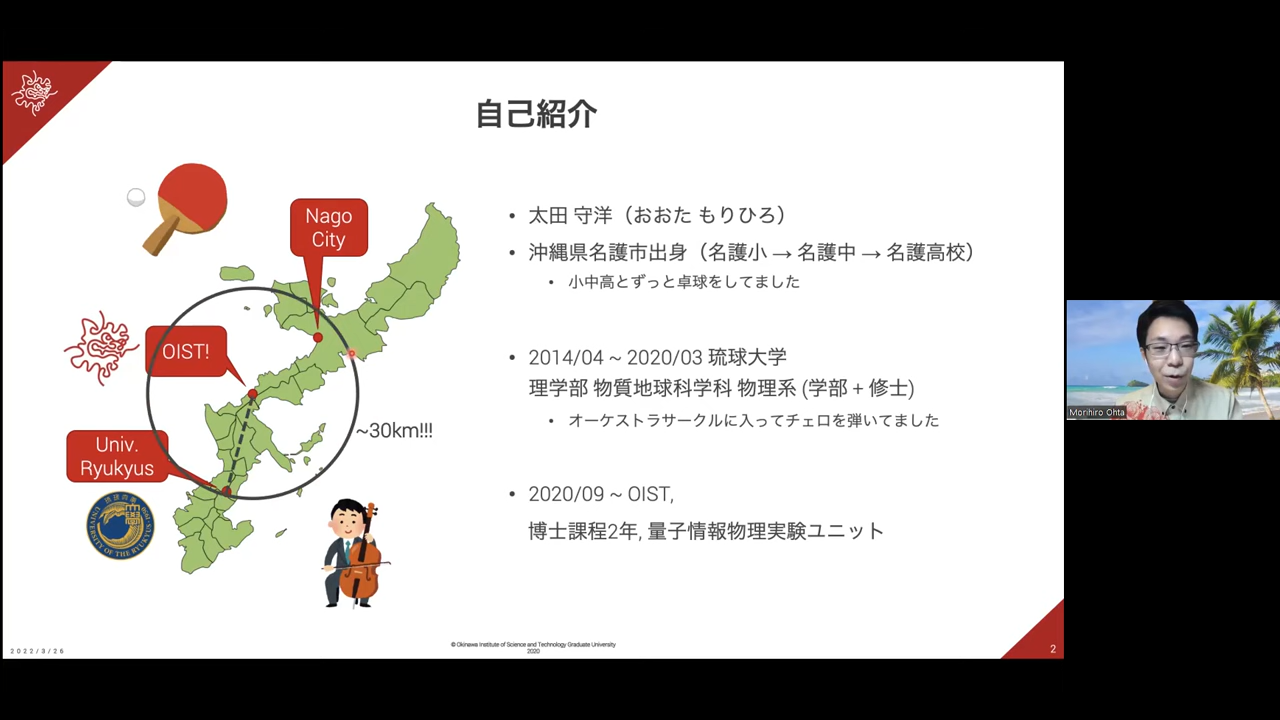 自己紹介
Nago
City
OIST!
Univ.
Ryukyus
~30km!!!
• 太田 守洋（おおた もりひろ）
• 沖縄県名護市出身（名護小 → 名護中 → 名護高校）
• 小中高とずっと卓球をしてました
• 2014/04 ~ 2020/03 琉球大学
理学部 物質地球科学科 物理系 (学部 + 修士)
• オーケストラサークルに入ってチェロを弾いてました
• 2020/09 ~ OIST,
博士課程2年, 量子情報物理実験ユニット
UNIVERSITY OF THE RYUKYUS · 1950
2022/3/26
© Okinawa Institute of Science and Technology Graduate University
2020
2
Morihiro Ohta